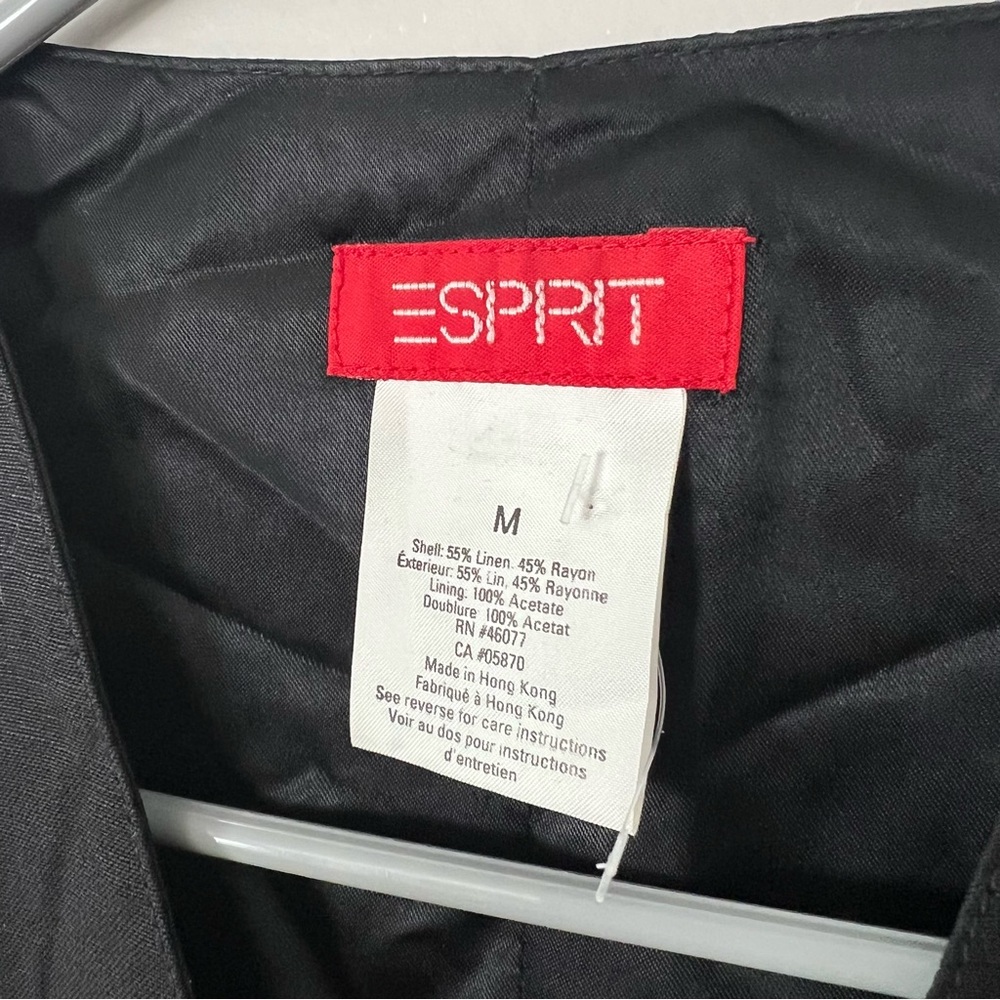 ESPRIT
M
Shell: 55% Linen, 45% Rayon
Éxterieur: 55% Lin, 45% Rayonne
Lining: 100% Acetate
Doublure 100% Acetat
RN #46077
CA #05870
Made in Hong Kong
Fabriqué à Hong Kong
See reverse for care instructions
Voir au dos pour instructions
d'entretien